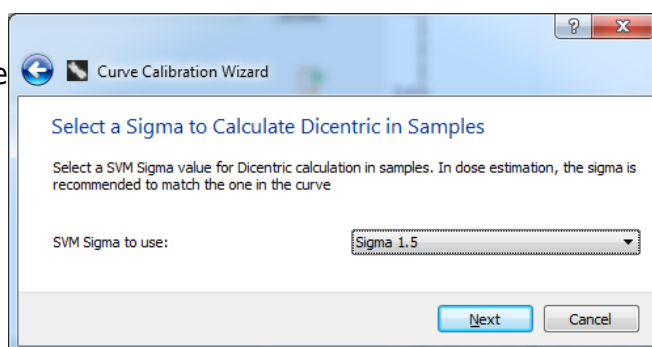 e
Curve Calibration Wizard
Select a Sigma to Calculate Dicentric in Samples
Select a SVM Sigma value for Dicentric calculation in samples. In dose estimation, the sigma is
recommended to match the one in the curve
SVM Sigma to use: Sigma 1.5
Next Cancel